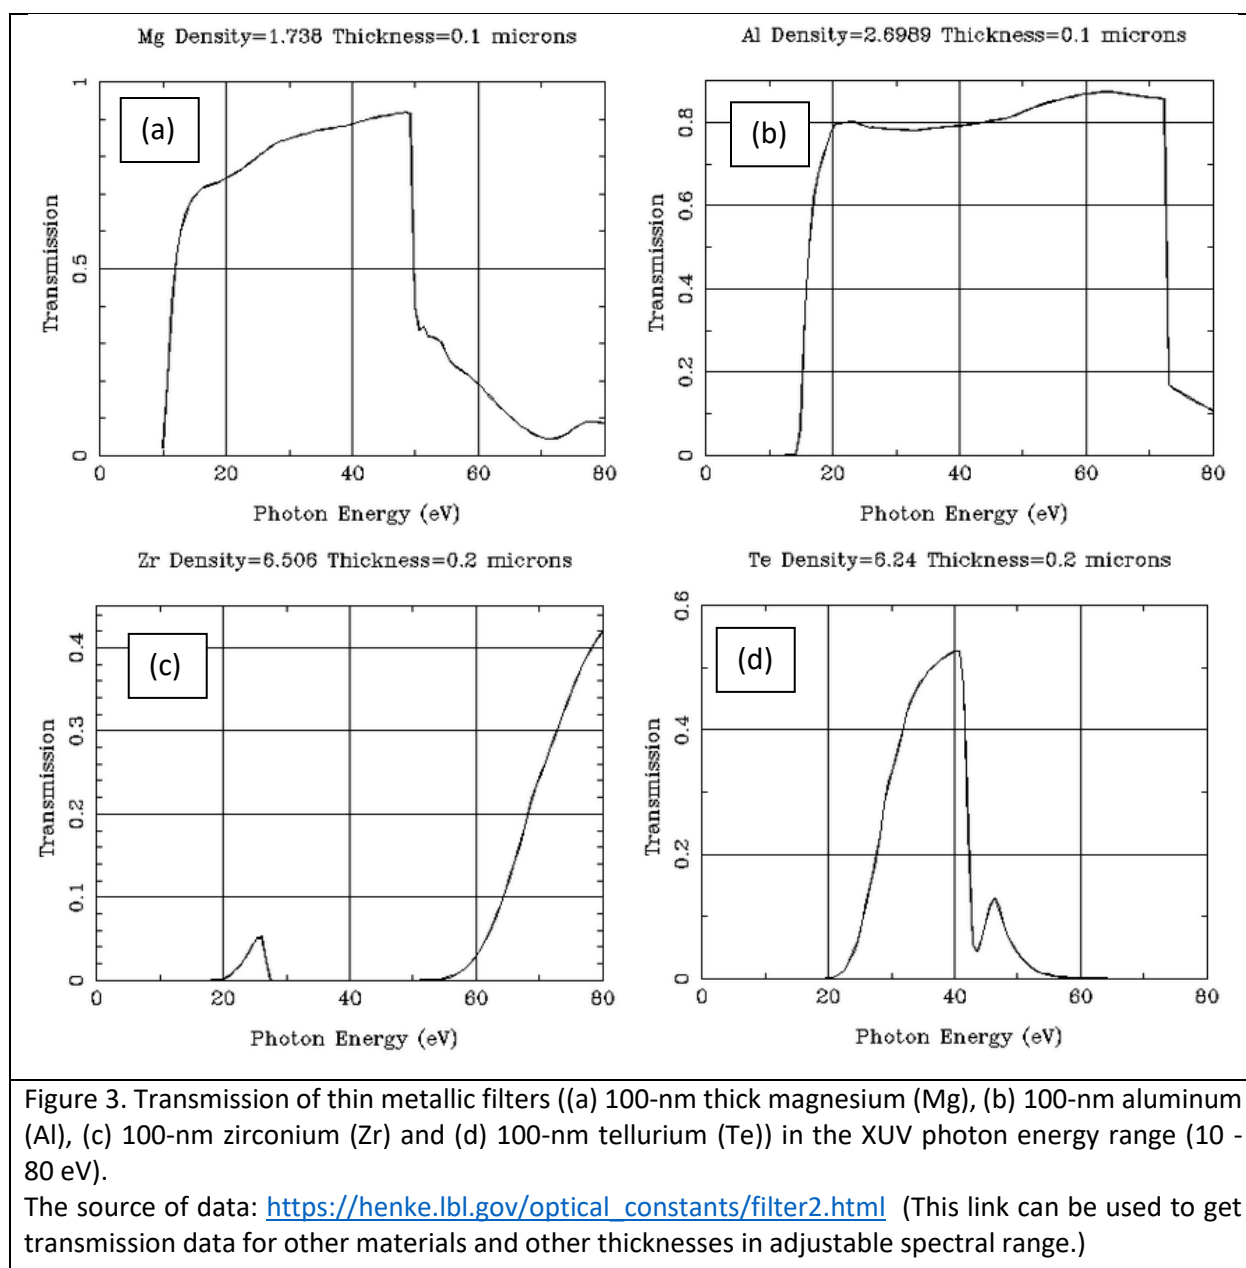 Mg Density=1.738 Thickness=0.1 microns
(a)
1
0.5
0
Transmission
0 20 40 60 80
Photon Energy (eV)
Al Density=2.6989 Thickness=0.1 microns
(b)
0.8
0.6
0.4
0.2
0
Transmission
0 20 40 60 80
Photon Energy (eV)
Zr Density=6.506 Thickness=0.2 microns
(c)
0.4
0.3
0.2
0.1
0
Transmission
0 20 40 60 80
Photon Energy (eV)
Te Density=6.24 Thickness=0.2 microns
(d)
0.6
0.4
0.2
0
Transmission
0 20 40 60 80
Photon Energy (eV)
Figure 3. Transmission of thin metallic filters ((a) 100-nm thick magnesium (Mg), (b) 100-nm aluminum
(Al), (c) 100-nm zirconium (Zr) and (d) 100-nm tellurium (Te)) in the XUV photon energy range (10 -
80 eV).
The source of data: https://henke.lbl.gov/optical_constants/filter2.html (This link can be used to get
transmission data for other materials and other thicknesses in adjustable spectral range.)